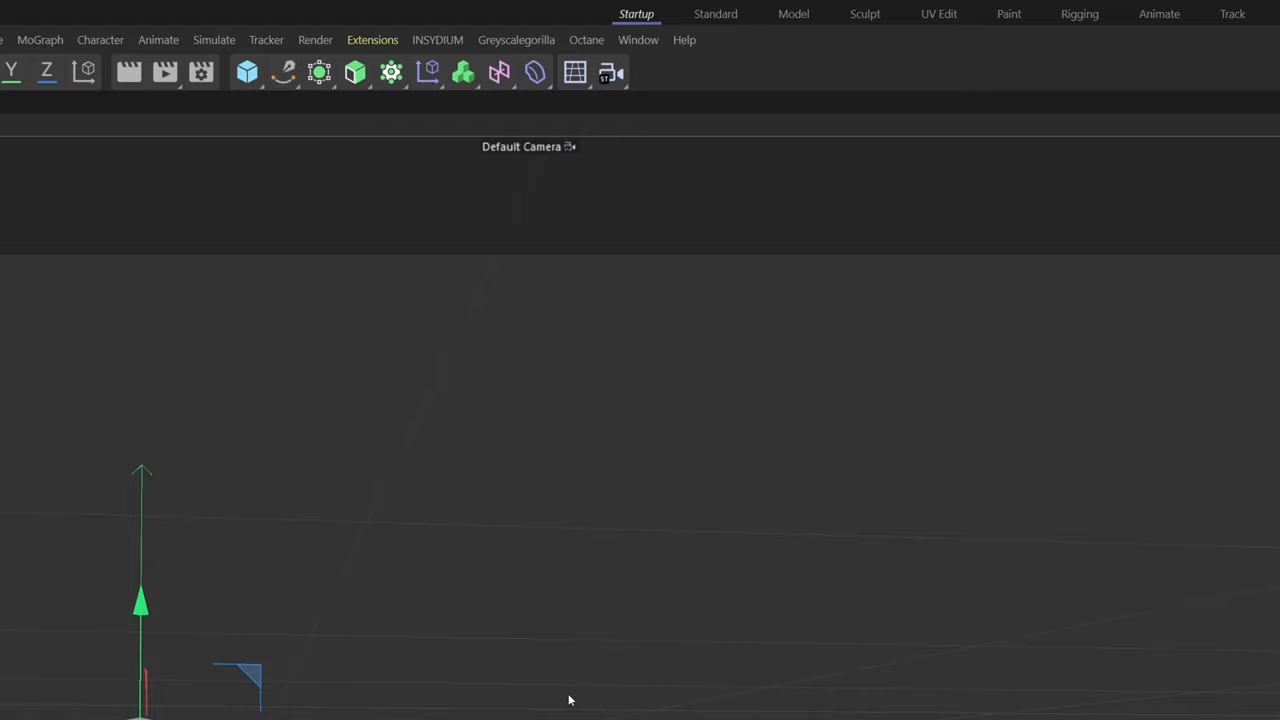 Startup Standard Model Sculpt UV Edit Paint Rigging Animate Track
MoGraph Character Animate Simulate Tracker Render Extensions INSYDIUM Greyscalegorilla Octane Window Help
Y Z ST
Default Camera